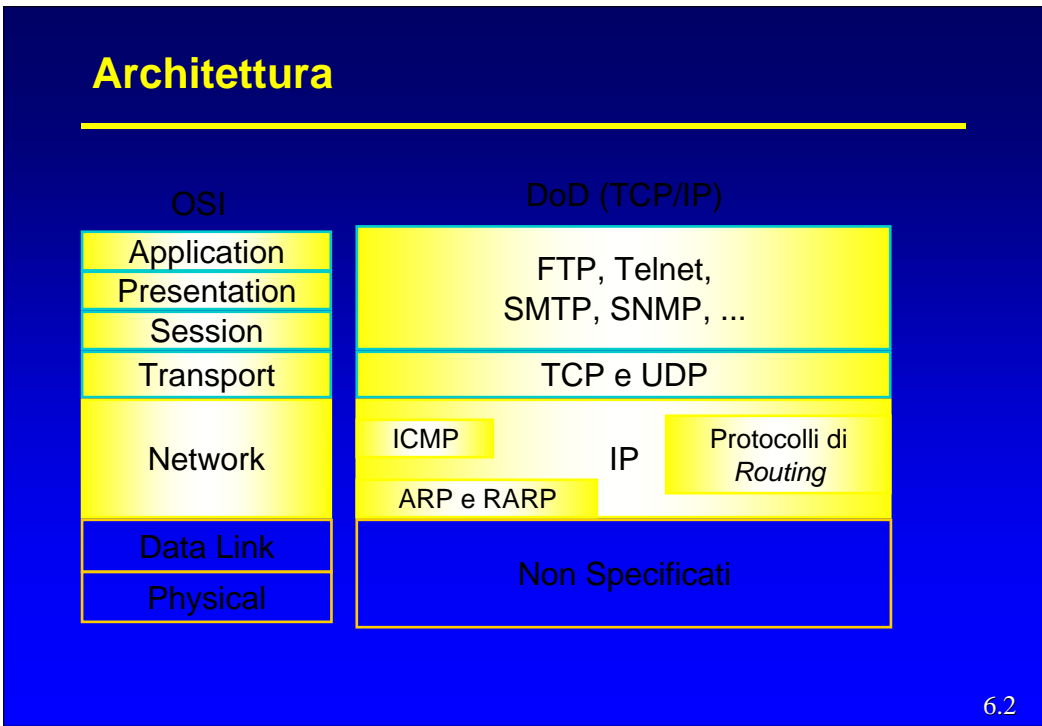 Architettura
OSI
DoD (TCP/IP)
Application
Presentation
Session
Transport
Network
Data Link
Physical
FTP, Telnet,
SMTP, SNMP, ...
TCP e UDP
ICMP
IP
Protocolli di
Routing
ARP e RARP
Non Specificati
6.2